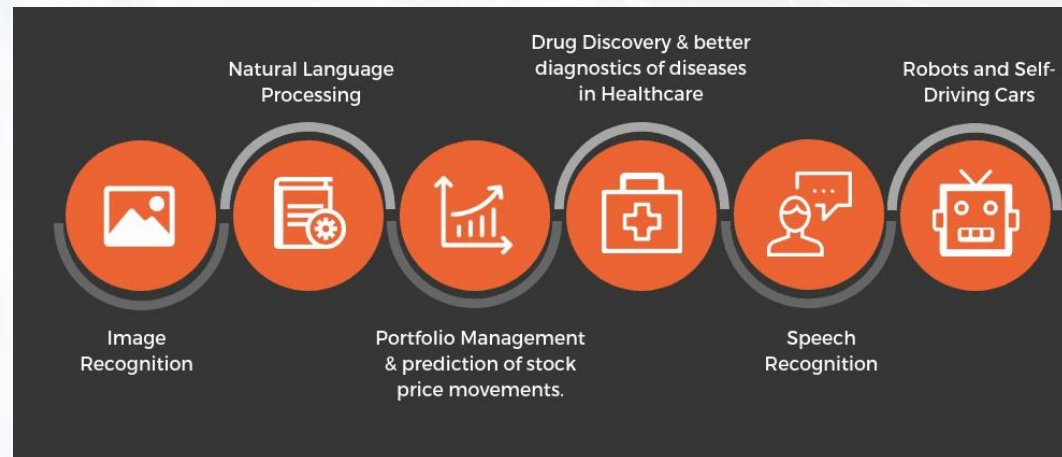 Image
Recognition
Natural Language
Processing
Portfolio Management
& prediction of stock
price movements.
Drug Discovery & better
diagnostics of diseases
in Healthcare
Speech
Recognition
Robots and Self-
Driving Cars